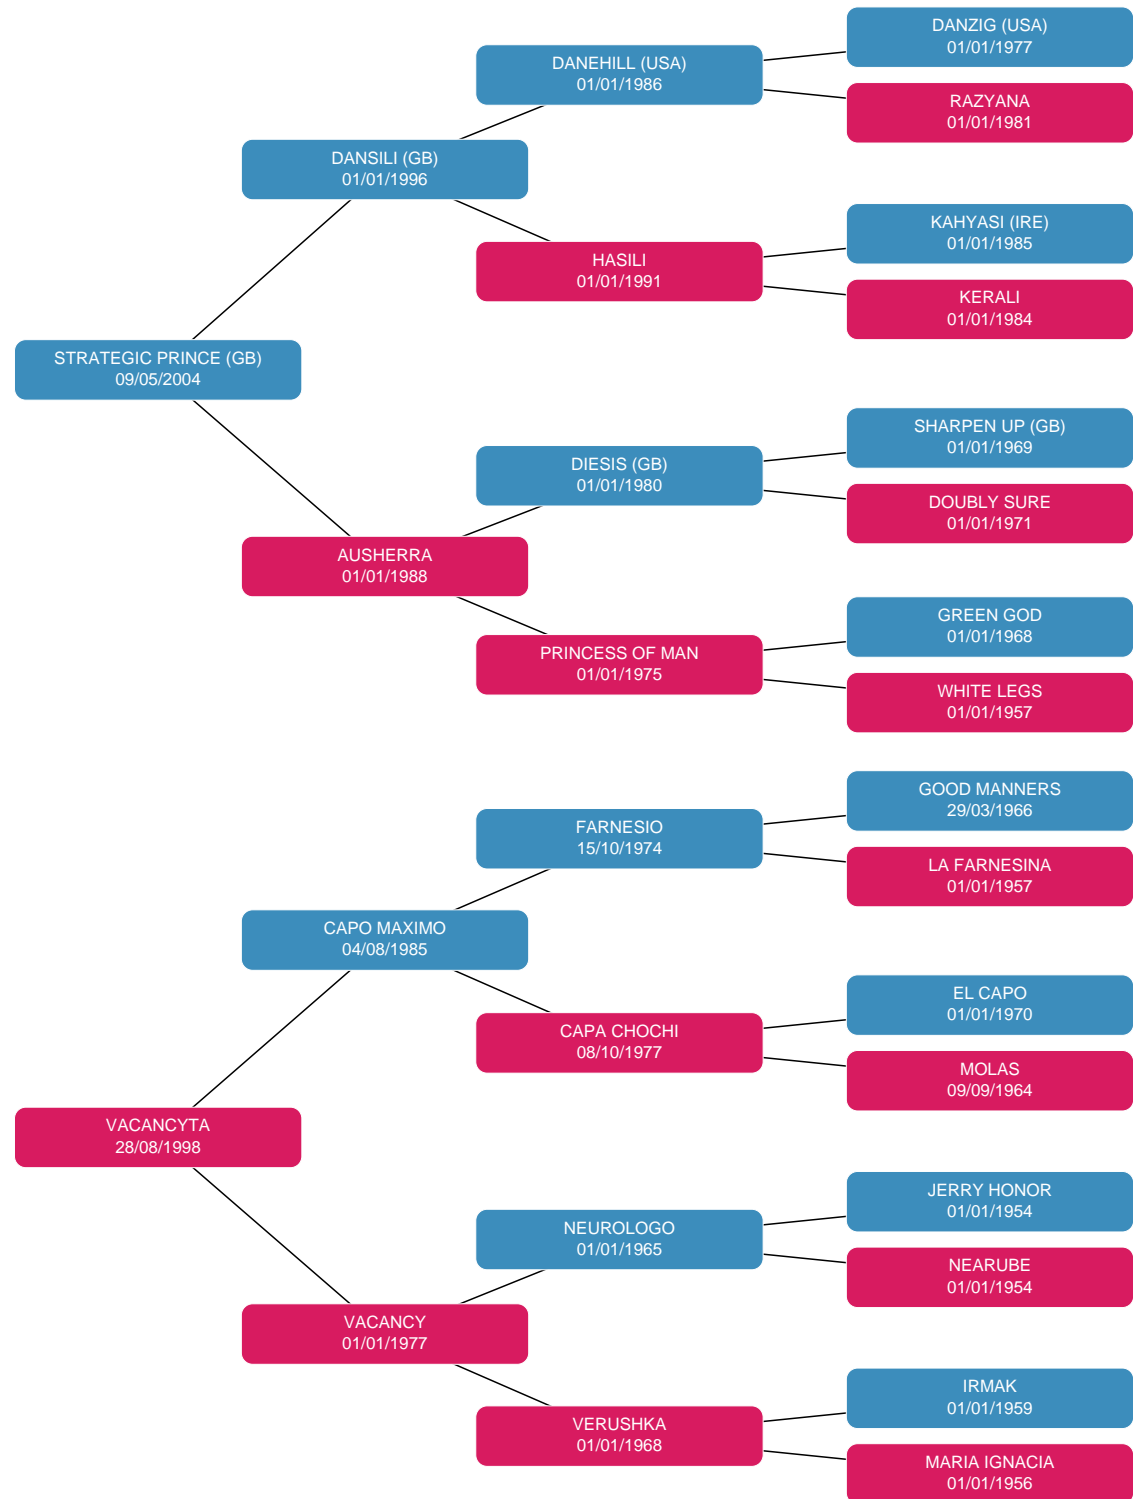 DANZIG (USA)
01/01/1977
DANEHILL (USA)
01/01/1986
RAZYANA
01/01/1981
DANSILI (GB)
01/01/1996
KAHYASI (IRE)
01/01/1985
HASILI
01/01/1991
KERALI
01/01/1984
STRATEGIC PRINCE (GB)
09/05/2004
SHARPEN UP (GB)
01/01/1969
DIESIS (GB)
01/01/1980
DOUBLY SURE
01/01/1971
AUSHERRA
01/01/1988
GREEN GOD
01/01/1968
PRINCESS OF MAN
01/01/1975
WHITE LEGS
01/01/1957
GOOD MANNERS
29/03/1966
FARNESIO
15/10/1974
LA FARNESINA
01/01/1957
CAPO MAXIMO
04/08/1985
EL CAPO
01/01/1970
CAPA CHOCHI
08/10/1977
MOLAS
09/09/1964
VACANCYTA
28/08/1998
JERRY HONOR
01/01/1954
NEUROLOGO
01/01/1965
NEARUBE
01/01/1954
VACANCY
01/01/1977
IRMAK
01/01/1959
VERUSHKA
01/01/1968
MARIA IGNACIA
01/01/1956